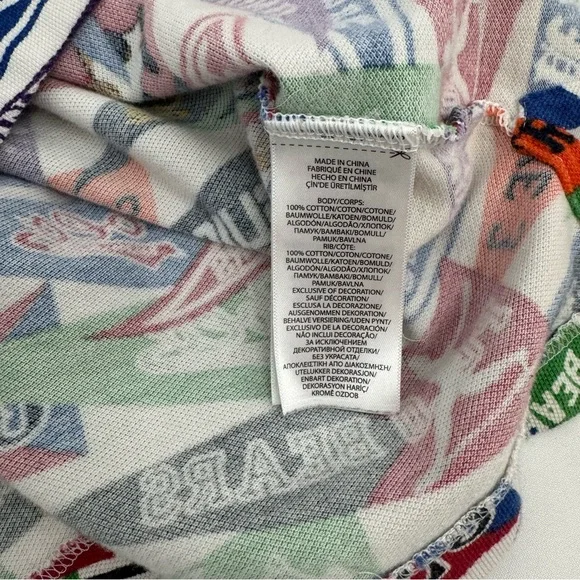 MADE IN CHINA
FABRIQUÉ EN CHINE
HECHO EN CHINA
ÇİN'DE ÜRETİLMİŞTİR
BODY/CORPS:
100% COTTON/COTON/COTONE/
BAUMWOLLE/KATOEN/BOMULL/
ALGODÓN/ALGODÃO/ХЛОПОК/
ПАМУК/BAMBAKI/BOMULL/
PAMUK/BAVLNA
RIB/CÔTE:
100% COTTON/COTON/COTONE/
BAUMWOLLE/KATOEN/BOMULL/
ALGODÓN/ALGODÃO/ХЛОПОК/
ПАМУК/BAMBAKI/BOMULL/
PAMUK/BAVLNA
EXCLUSIVE OF DECORATION/
SAUF DÉCORATION/
ESCLUSA LA DECORAZIONE/
AUSGENOMMEN DEKORATION/
BEHALVE VERSIERING/UDEN PYNT/
EXCLUSIVO DE LA DECORACIÓN/
NÃO INCLUI DECORAÇÃO/
ЗА ИСКЛЮЧЕНИЕМ
ДЕКОРАТИВНОЙ ОТДЕЛКИ/
БЕЗ УКРАСАТА/
ΑΠΟΚΛΕΙΣΤΙΚΗ ΑΠΟ ΔΙΑΚΟΣΜΗΣΗ/
UTELUKKER DEKORASJON/
ENBART DEKORATION/
DEKORASYON HARİÇ/
KROMĚ OZDOB
BEA